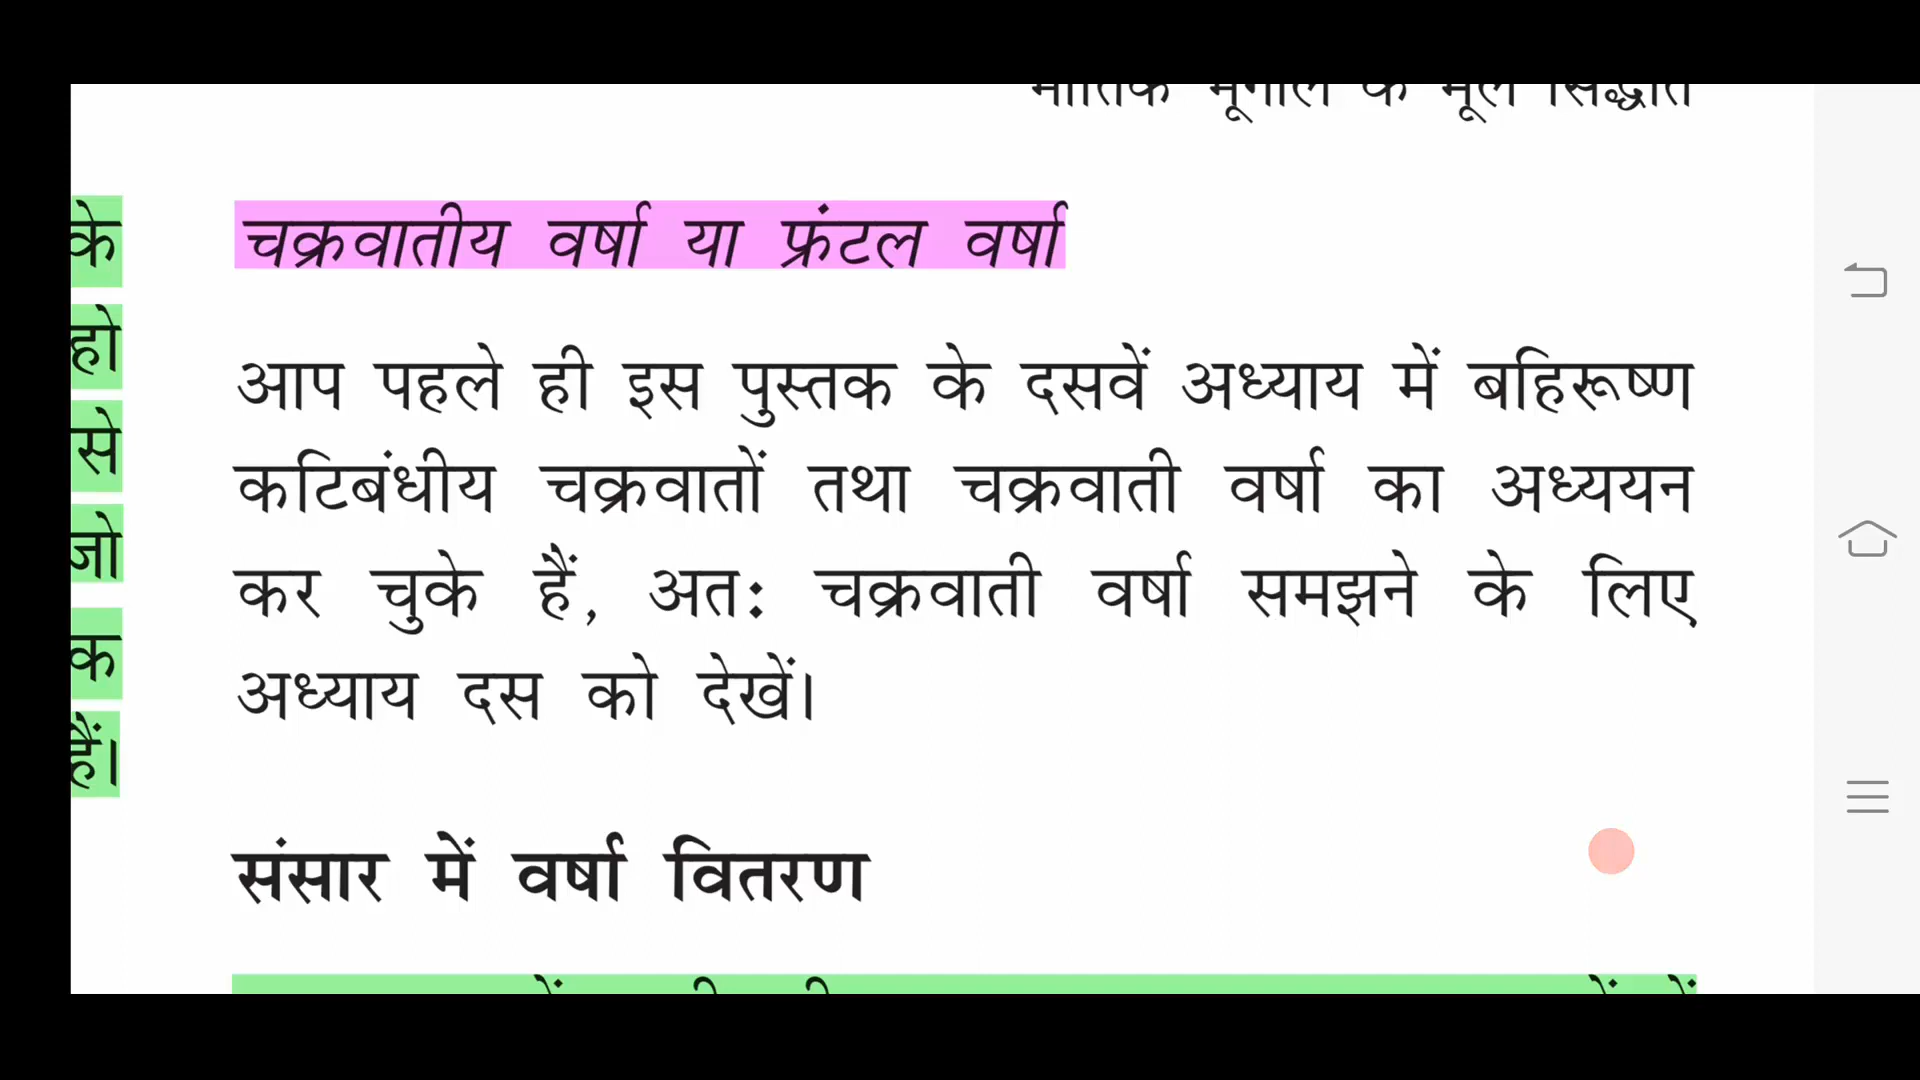 भौतिक भूगोल के मूल सिद्धांत
के
हो
से
जो
क
हैं।
चक्रवातीय वर्षा या फ्रंटल वर्षा
आप पहले ही इस पुस्तक के दसवें अध्याय में बहिरूष्ण
कटिबंधीय चक्रवातों तथा चक्रवाती वर्षा का अध्ययन
कर चुके हैं, अतः चक्रवाती वर्षा समझने के लिए
अध्याय दस को देखें।
संसार में वर्षा वितरण